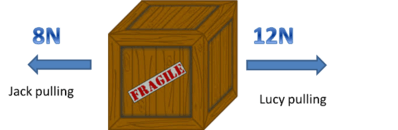 8N
12N
FRAGILE
Jack pulling
Lucy pulling